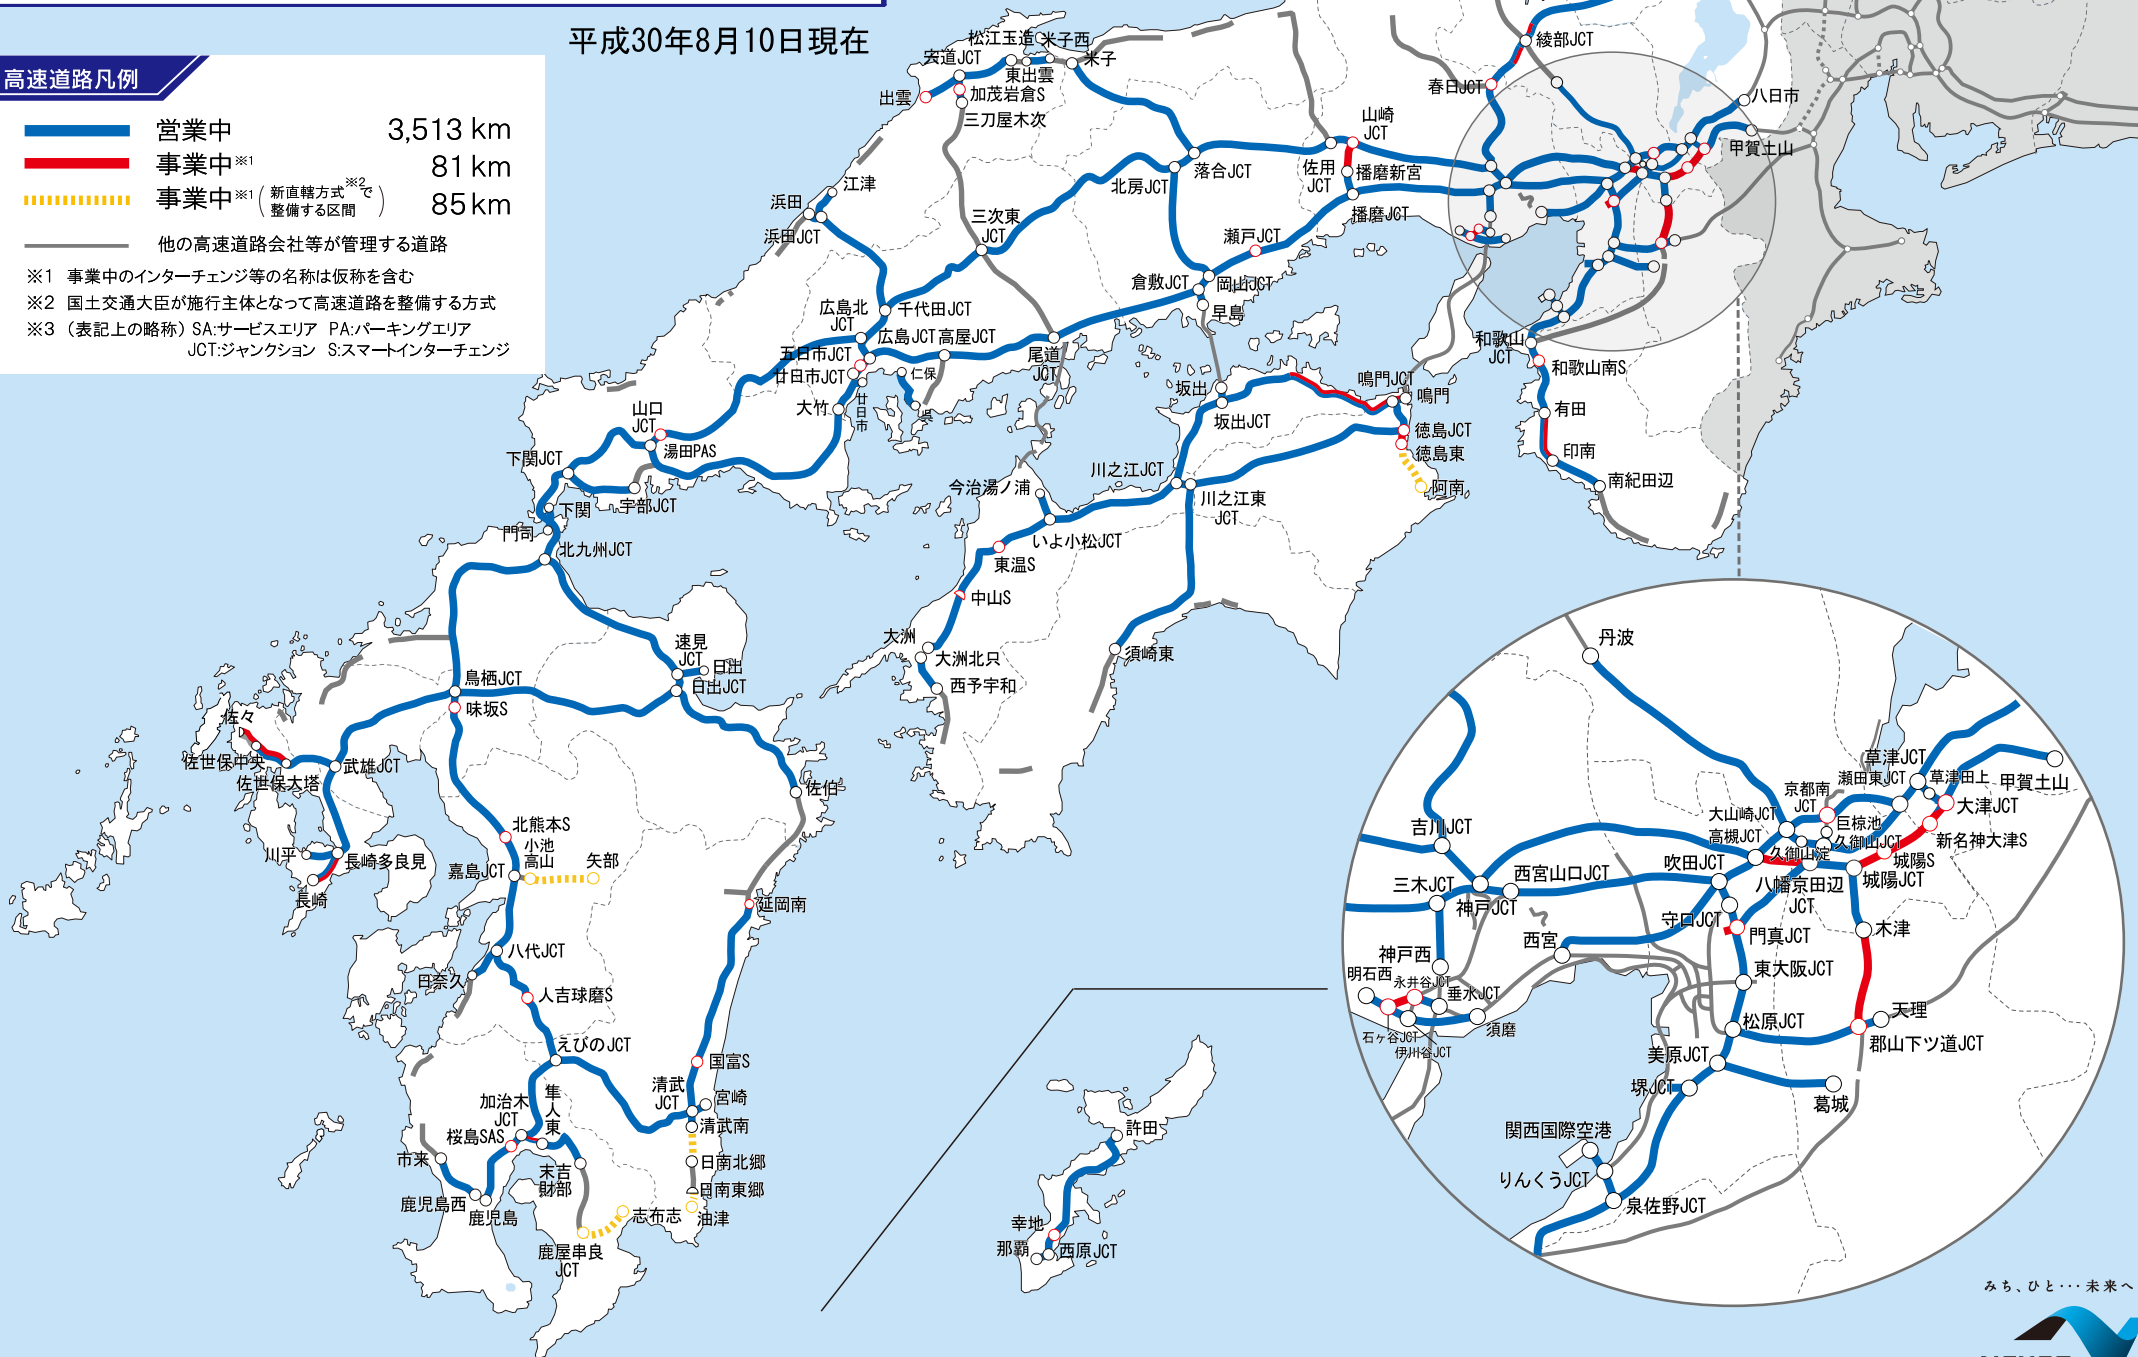 平成30年8月10日現在
高速道路凡例
営業中 3,513 km
事業中※1 81 km
事業中※1(新直轄方式※2で整備する区間) 85 km
他の高速道路会社等が管理する道路
※1 事業中のインターチェンジ等の名称は仮称を含む
※2 国土交通大臣が施行主体となって高速道路を整備する方式
※3 (表記上の略称) SA:サービスエリア PA:パーキングエリア
JCT:ジャンクション S:スマートインターチェンジ
松江玉造
米子西
宍道JCT
東出雲
米子
出雲
加茂岩倉S
三刀屋木次
綾部JCT
春日JCT
八日市
甲賀土山
山崎JCT
佐用JCT
播磨新宮
播磨JCT
落合JCT
北房JCT
江津
浜田
浜田JCT
三次東JCT
瀬戸JCT
倉敷JCT
岡山JCT
早島
広島北JCT
千代田JCT
広島JCT
高屋JCT
五日市JCT
廿日市JCT
仁保
呉
廿日市
大竹
尾道JCT
山口JCT
湯田PAS
下関JCT
宇部JCT
下関
門司
北九州JCT
坂出
坂出JCT
鳴門JCT
鳴門
徳島JCT
徳島東
阿南
川之江JCT
川之江東JCT
今治湯ノ浦
いよ小松JCT
東温S
中山S
大洲
大洲北只
西予宇和
須崎東
和歌山JCT
和歌山南S
有田
印南
南紀田辺
速見JCT
日出
日出JCT
鳥栖JCT
味坂S
佐々
佐世保中央
佐世保大塔
武雄JCT
川平
長崎多良見
長崎
佐伯
北熊本S
小池高山
矢部
嘉島JCT
延岡南
八代JCT
日奈久
人吉球磨S
えびのJCT
国富S
清武JCT
宮崎
清武南
加治木JCT
隼人東
桜島SAS
市来
末吉財部
日南北郷
日南東郷
油津
鹿児島西
鹿児島
志布志
鹿屋串良JCT
許田
幸地
那覇
西原JCT
丹波
草津JCT
瀬田東JCT
草津田上
甲賀土山
京都南JCT
大津JCT
大山崎JCT
巨椋池
高槻JCT
久御山JCT
新名神大津S
久御山淀
城陽S
吉川JCT
吹田JCT
城陽JCT
西宮山口JCT
八幡京田辺JCT
三木JCT
神戸JCT
守口JCT
門真JCT
木津
西宮
神戸西
東大阪JCT
明石西
永井谷JCT
垂水JCT
天理
須磨
松原JCT
石ヶ谷JCT
伊川谷JCT
郡山下ツ道JCT
美原JCT
堺JCT
葛城
関西国際空港
りんくうJCT
泉佐野JCT
みち、ひと…未来へ